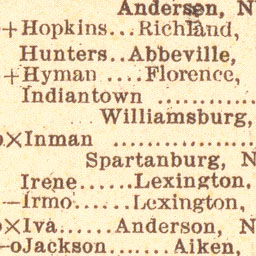 Anderson, N
+Hopkins...Richland,
Hunters..Abbeville,
+Hyman ....Florence,
Indiantown ............
Williamsburg,
×Inman ................
Spartanburg, N
Irene......Lexington,
—Irmo......Lexington,
×Iva......Anderson, N
—oJackson.......Aiken,